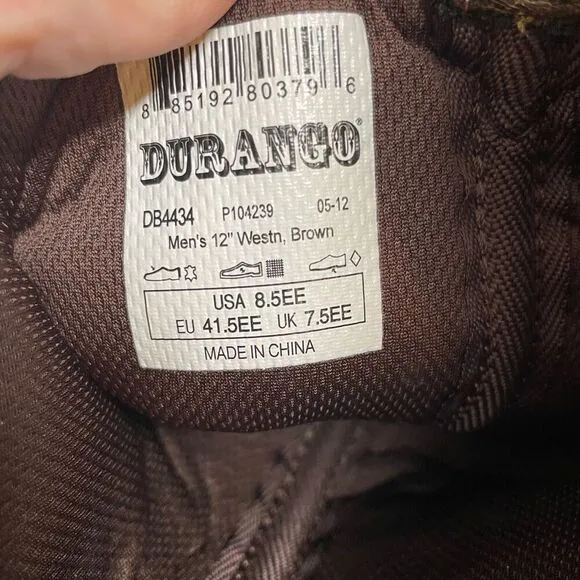 8 85192 80379 6
DURANGO®
DB4434 P104239 05-12
Men's 12" Westn, Brown
USA 8.5EE
EU 41.5EE UK 7.5EE
MADE IN CHINA